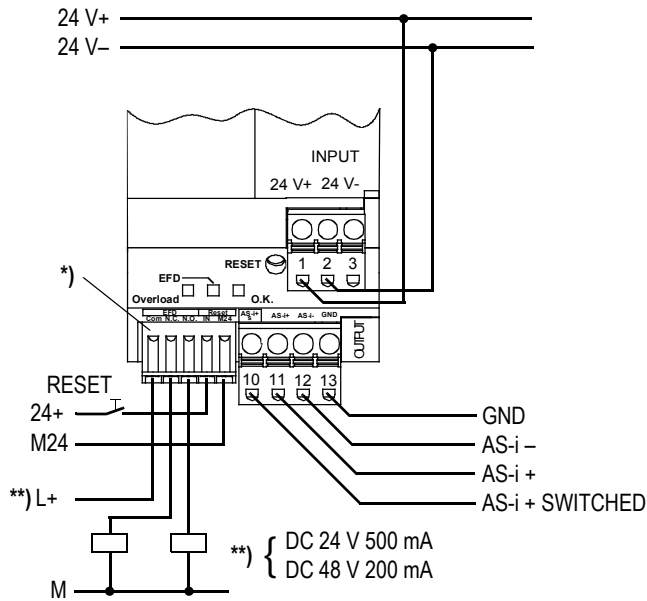 24 V+
24 V–
INPUT
24 V+ 24 V-
RESET
1 2 3
*)
EFD
Overload
O.K.
EFD Reset
Com N.C. N.O. IN M24
AS-i+ S AS-i+ AS-i- GND
OUTPUT
10 11 12 13
RESET
24+
M24
GND
AS-i –
AS-i +
AS-i + SWITCHED
**) L+
**) { DC 24 V 500 mA
DC 48 V 200 mA
M